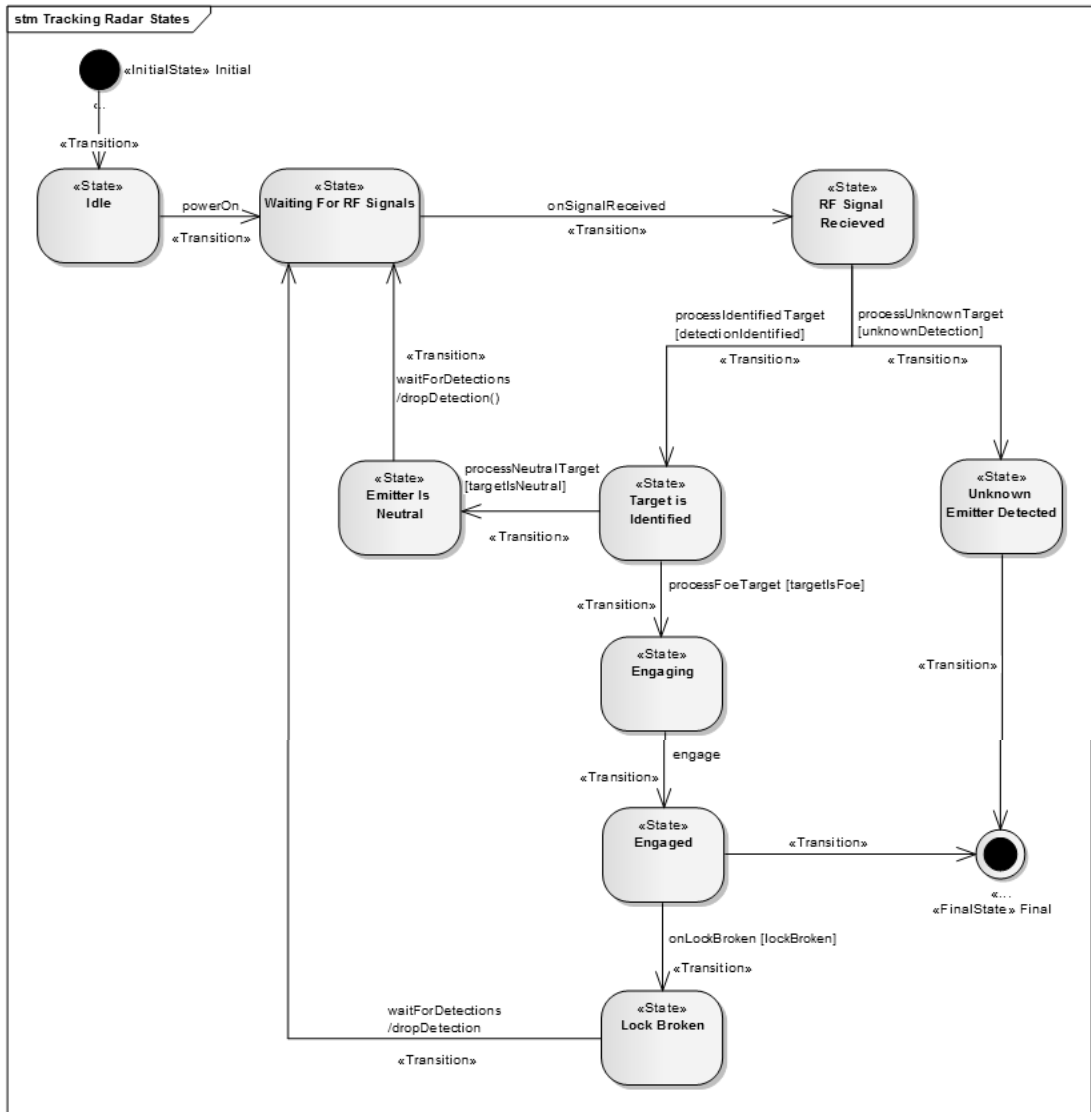 stm Tracking Radar States
«InitialState» Initial
«..
«Transition»
«State»
Idle
powerOn
«Transition»
«State»
Waiting For RF Signals
onSignalReceived
«Transition»
«State»
RF Signal
Recieved
processIdentifiedTarget
[detectionIdentified]
«Transition»
processUnknownTarget
[unknownDetection]
«Transition»
«Transition»
waitForDetections
/dropDetection()
«State»
Emitter Is
Neutral
processNeutralTarget
[targetIsNeutral]
«Transition»
«State»
Target is
Identified
«State»
Unknown
Emitter Detected
processFoeTarget [targetIsFoe]
«Transition»
«State»
Engaging
«Transition»
engage
«Transition»
«State»
Engaged
«Transition»
«...
«FinalState» Final
onLockBroken [lockBroken]
«Transition»
«State»
Lock Broken
waitForDetections
/dropDetection
«Transition»